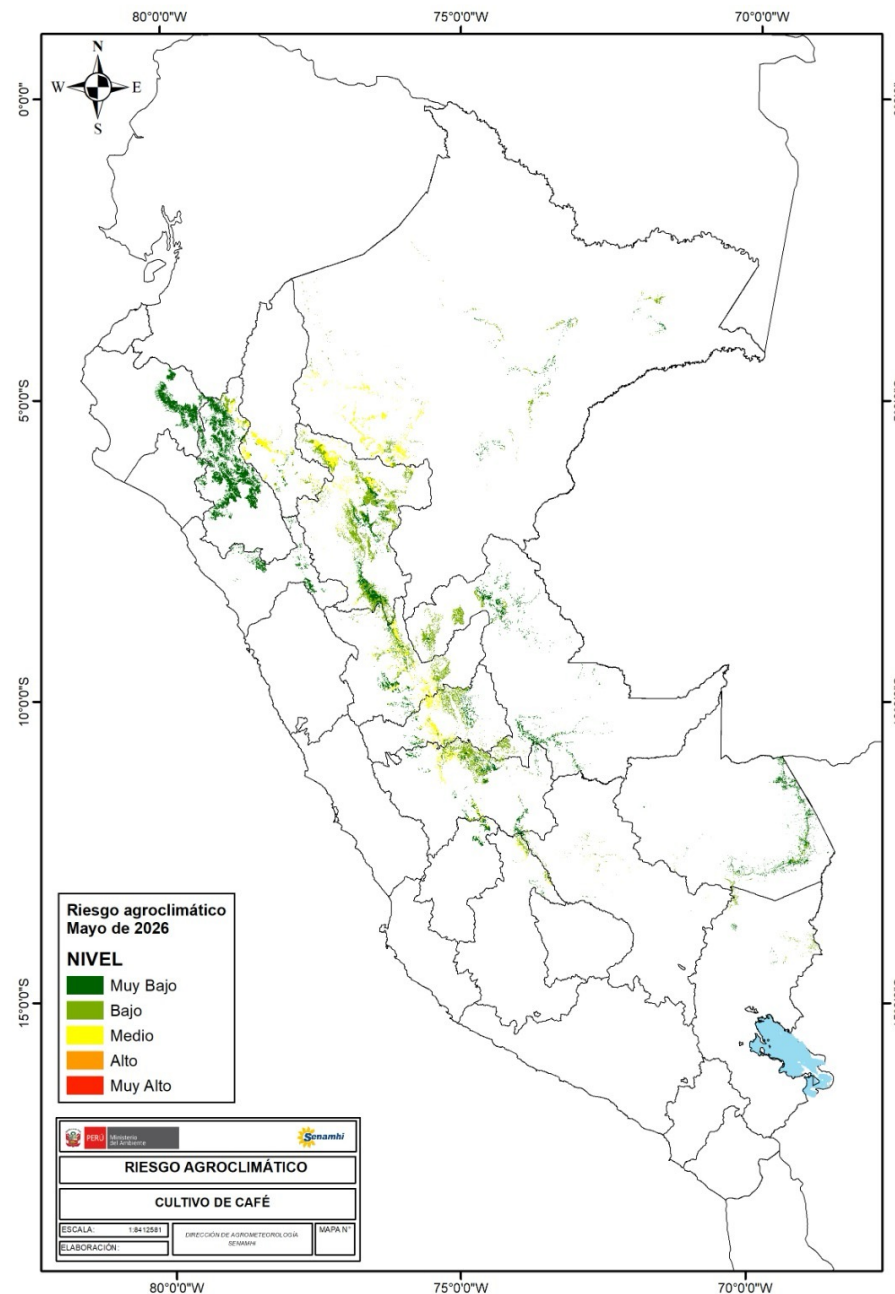 80°0'0"W 75°0'0"W 70°0'0"W
N
W E
S
0°0'0"
5°0'0"S
10°0'0"S
15°0'0"S
Riesgo agroclimático
Mayo de 2026
NIVEL
Muy Bajo
Bajo
Medio
Alto
Muy Alto
PERÚ Ministerio
del Ambiente
Senamhi
RIESGO AGROCLIMÁTICO
CULTIVO DE CAFÉ
ESCALA: 1:8412581
DIRECCIÓN DE AGROMETEOROLOGÍA
SENAMHI
MAPA N°
ELABORACIÓN:
80°0'0"W 75°0'0"W 70°0'0"W